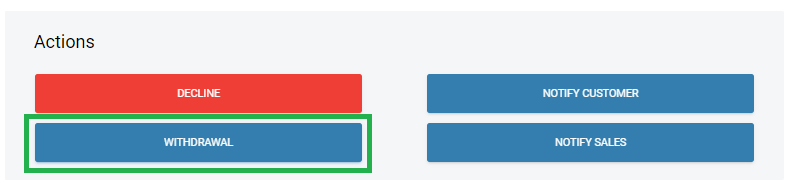 Actions
DECLINE
NOTIFY CUSTOMER
WITHDRAWAL
NOTIFY SALES